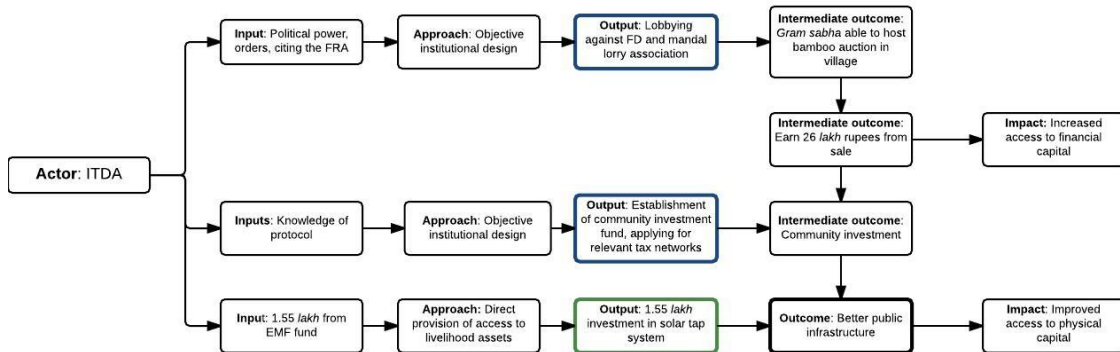 Input: Political power,
orders, citing the FRA
Approach: Objective
institutional design
Output: Lobbying
against FD and mandal
lorry association
Intermediate outcome:
Gram sabha able to host
bamboo auction in
village
Intermediate outcome:
Earn 26 lakh rupees from
sale
Impact: Increased
access to financial
capital
Actor: ITDA
Inputs: Knowledge of
protocol
Approach: Objective
institutional design
Output: Establishment
of community investment
fund, applying for
relevant tax networks
Intermediate outcome:
Community investment
Input: 1.55 lakh from
EMF fund
Approach: Direct
provision of access to
livelihood assets
Output: 1.55 lakh
investment in solar tap
system
Outcome: Better public
infrastructure
Impact: Improved
access to physical
capital